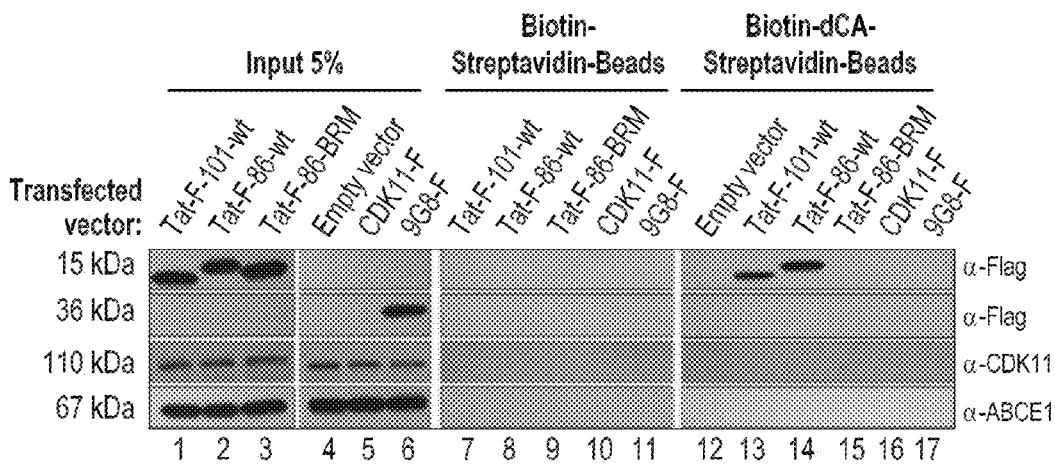 Input 5%
Biotin-
Streptavidin-Beads
Biotin-dCA-
Streptavidin-Beads
Transfected
vector:
Tat-F-101-wt
Tat-F-86-wt
Tat-F-86-BRM
Empty vector
CDK11-F
9G8-F
Tat-F-101-wt
Tat-F-86-wt
Tat-F-86-BRM
CDK11-F
9G8-F
Empty vector
Tat-F-101-wt
Tat-F-86-wt
Tat-F-86-BRM
CDK11-F
9G8-F
15 kDa α-Flag
36 kDa α-Flag
110 kDa α-CDK11
67 kDa α-ABCE1
1 2 3 4 5 6 7 8 9 10 11 12 13 14 15 16 17